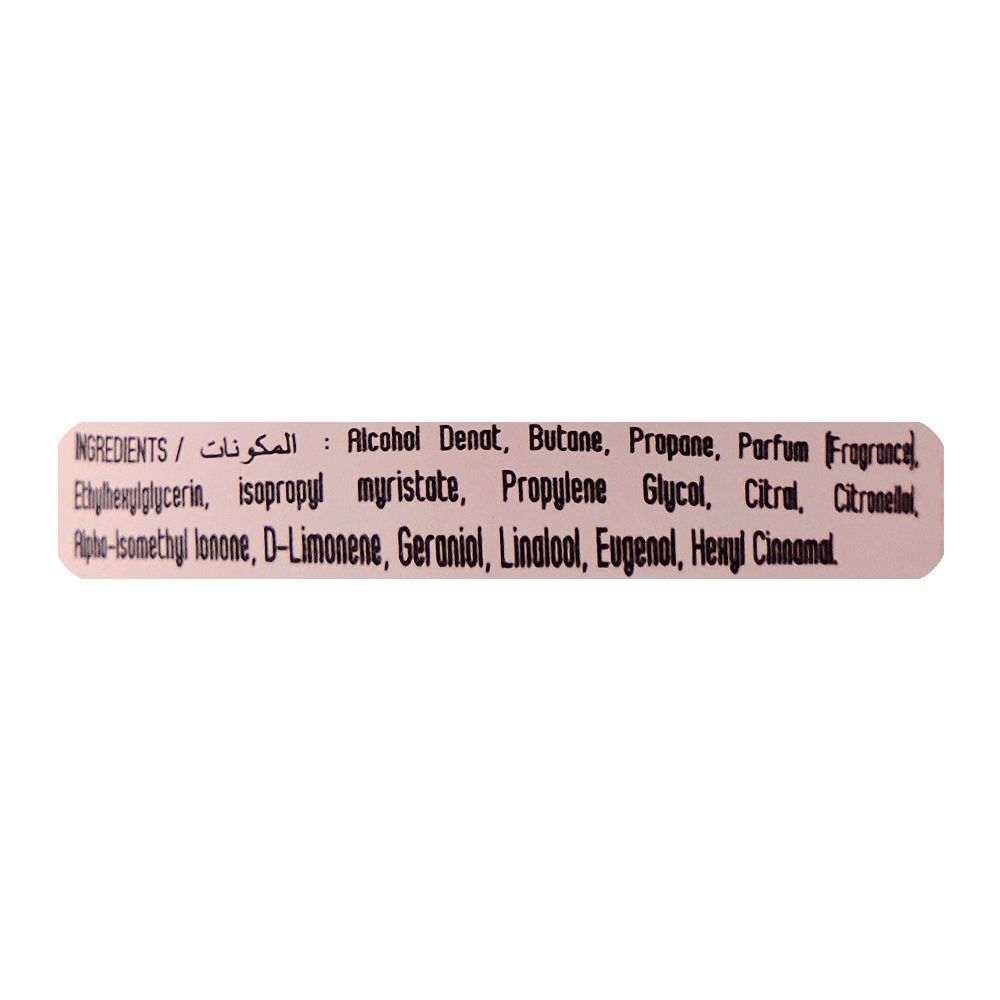 INGREDIENTS / المكونات : Alcohol Denat, Butane, Propane, Parfum (Fragrance),
Ethylhexylglycerin, isopropyl myristate, Propylene Glycol, Citral, Citronellol,
Alpha-Isomethyl Ionone, D-Limonene, Geraniol, Linalool, Eugenol, Hexyl Cinnamal.